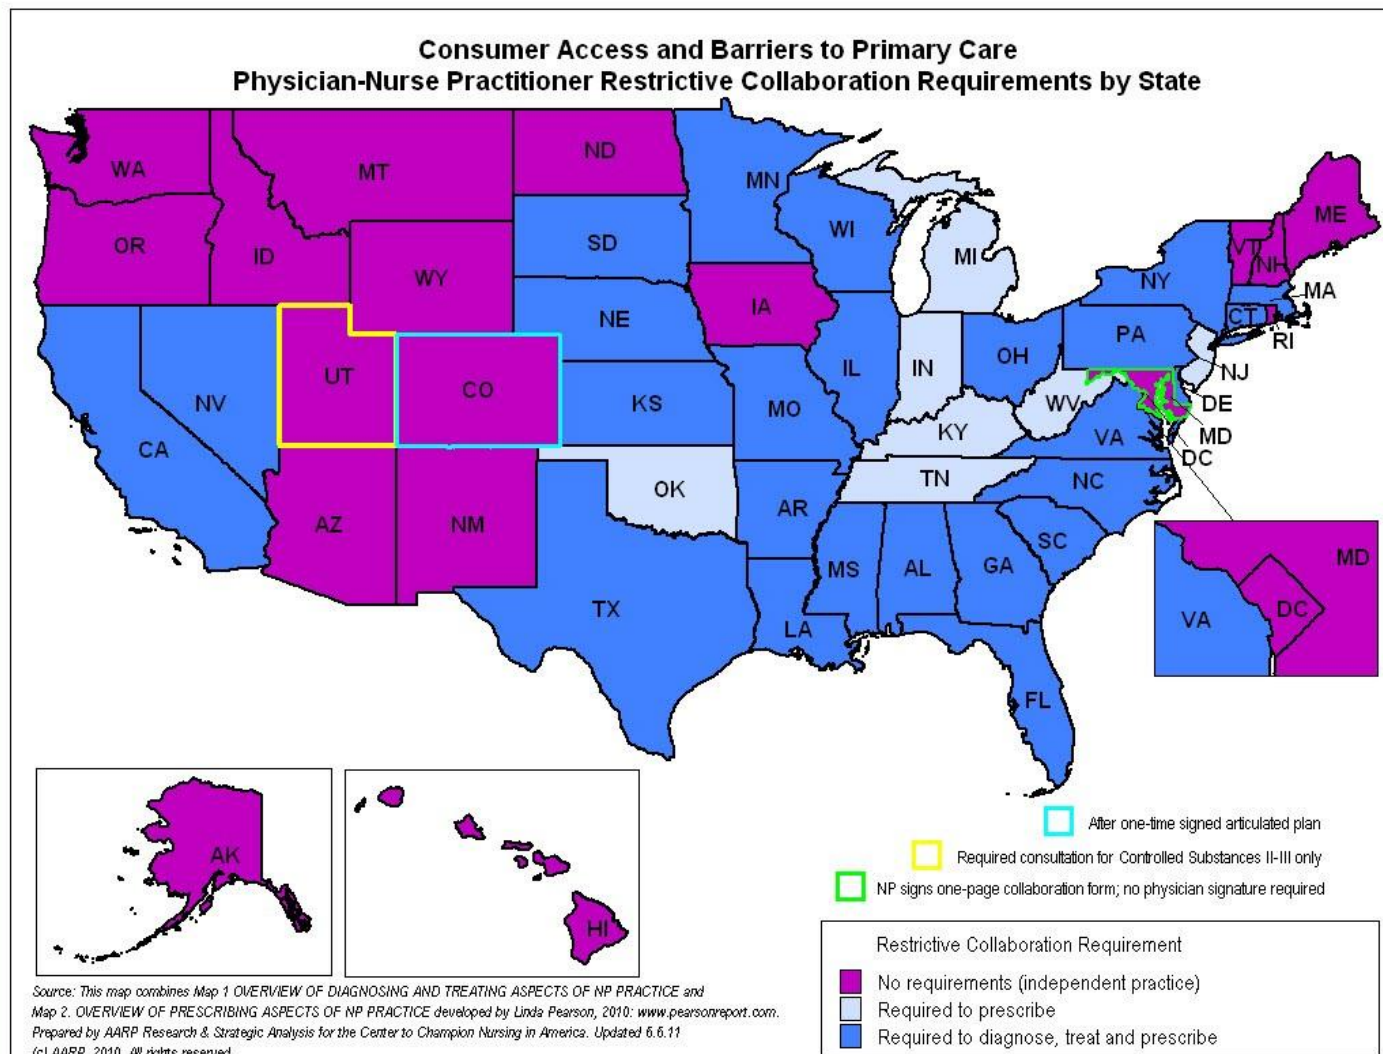 Consumer Access and Barriers to Primary Care
Physician-Nurse Practitioner Restrictive Collaboration Requirements by State
WA
MT
ND
MN
ME
OR
ID
SD
WI
VT
NH
WY
MI
NY
MA
IA
NE
PA
CT
RI
UT
CO
IL
IN
OH
NJ
NV
KS
MO
WV
DE
CA
KY
VA
MD
DC
OK
TN
NC
AZ
NM
AR
SC
MS
AL
GA
MD
TX
LA
VA
DC
FL
AK
HI
After one-time signed articulated plan
Required consultation for Controlled Substances II-III only
NP signs one-page collaboration form; no physician signature required
Restrictive Collaboration Requirement
No requirements (independent practice)
Required to prescribe
Required to diagnose, treat and prescribe
Source: This map combines Map 1 OVERVIEW OF DIAGNOSING AND TREATING ASPECTS OF NP PRACTICE and
Map 2. OVERVIEW OF PRESCRIBING ASPECTS OF NP PRACTICE developed by Linda Pearson, 2010: www.pearsonreport.com.
Prepared by AARP Research & Strategic Analysis for the Center to Champion Nursing in America. Updated 6.6.11
(c) AARP, 2010. All rights reserved